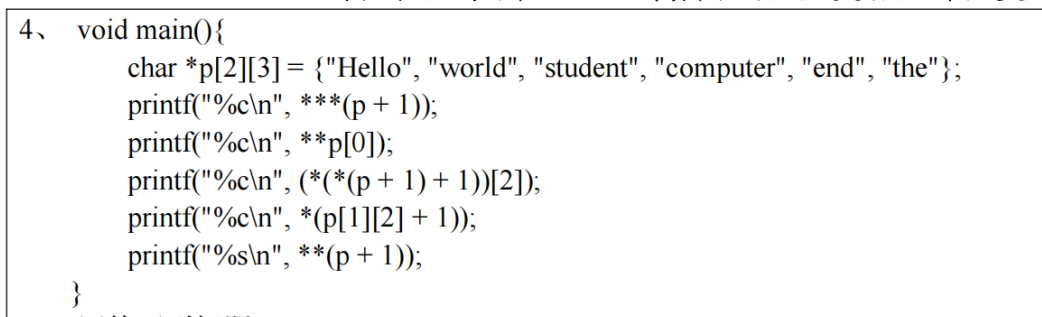 4、 void main(){
char *p[2][3] = {"Hello", "world", "student", "computer", "end", "the"};
printf("%c\n", ***(p + 1));
printf("%c\n", **p[0]);
printf("%c\n", (*(*(p + 1) + 1))[2]);
printf("%c\n", *(p[1][2] + 1));
printf("%s\n", **(p + 1));
}